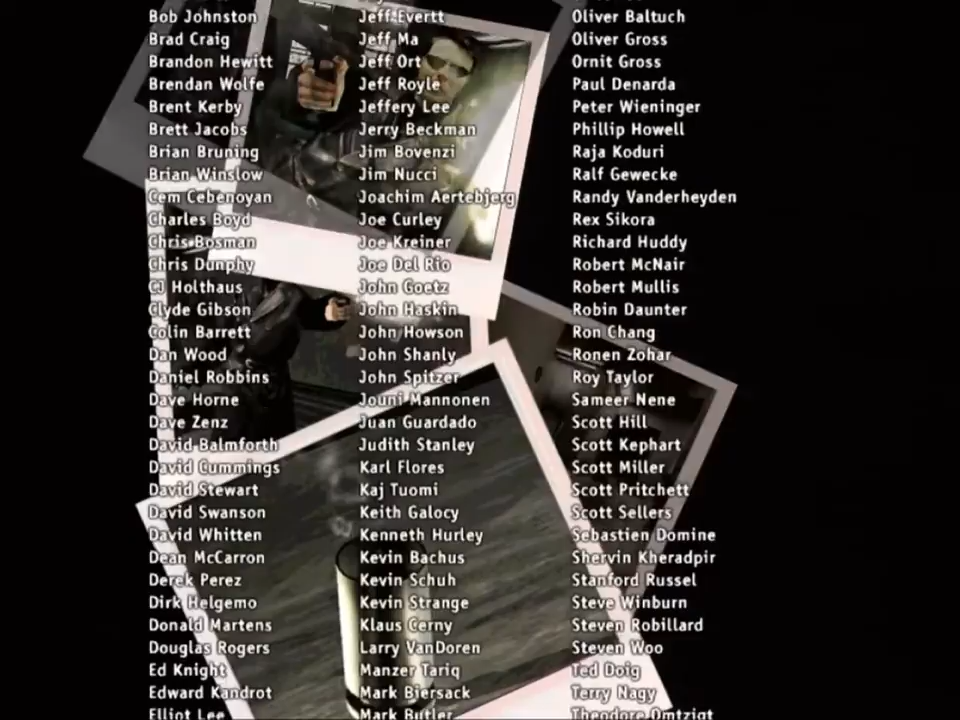 Bob Johnston
Brad Craig
Brandon Hewitt
Brendan Wolfe
Brent Kerby
Brett Jacobs
Brian Bruning
Brian Winslow
Cem Cebenoyan
Charles Boyd
Chris Bosman
Chris Dunphy
CJ Holthaus
Clyde Gibson
Colin Barrett
Dan Wood
Daniel Robbins
Dave Horne
Dave Zenz
David Balmforth
David Cummings
David Stewart
David Swanson
David Whitten
Dean McCarron
Derek Perez
Dirk Helgemo
Donald Martens
Douglas Rogers
Ed Knight
Edward Kandrot
Elliot Lee
Jeff Evertt
Jeff Ma
Jeff Ort
Jeff Royle
Jeffery Lee
Jerry Beckman
Jim Bovenzi
Jim Nucci
Joachim Aertebjerg
Joe Curley
Joe Kreiner
Joe Del Rio
John Goetz
John Haskin
John Howson
John Shanly
John Spitzer
Jouni Mannonen
Juan Guardado
Judith Stanley
Karl Flores
Kaj Tuomi
Keith Galocy
Kenneth Hurley
Kevin Bachus
Kevin Schuh
Kevin Strange
Klaus Cerny
Larry VanDoren
Manzer Tariq
Mark Biersack
Mark Butler
Oliver Baltuch
Oliver Gross
Ornit Gross
Paul Denarda
Peter Wieninger
Phillip Howell
Raja Koduri
Ralf Gewecke
Randy Vanderheyden
Rex Sikora
Richard Huddy
Robert McNair
Robert Mullis
Robin Daunter
Ron Chang
Ronen Zohar
Roy Taylor
Sameer Nene
Scott Hill
Scott Kephart
Scott Miller
Scott Pritchett
Scott Sellers
Sebastien Domine
Shervin Kheradpir
Stanford Russel
Steve Winburn
Steven Robillard
Steven Woo
Ted Doig
Terry Nagy
Theodore Omtzigt